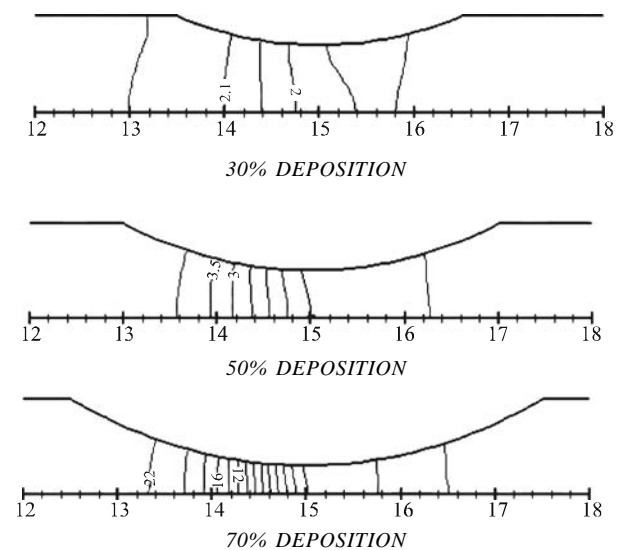 2.1 2
12 13 14 15 16 17 18
30% DEPOSITION
3.5 3
12 13 14 15 16 17 18
50% DEPOSITION
22 16 12
12 13 14 15 16 17 18
70% DEPOSITION